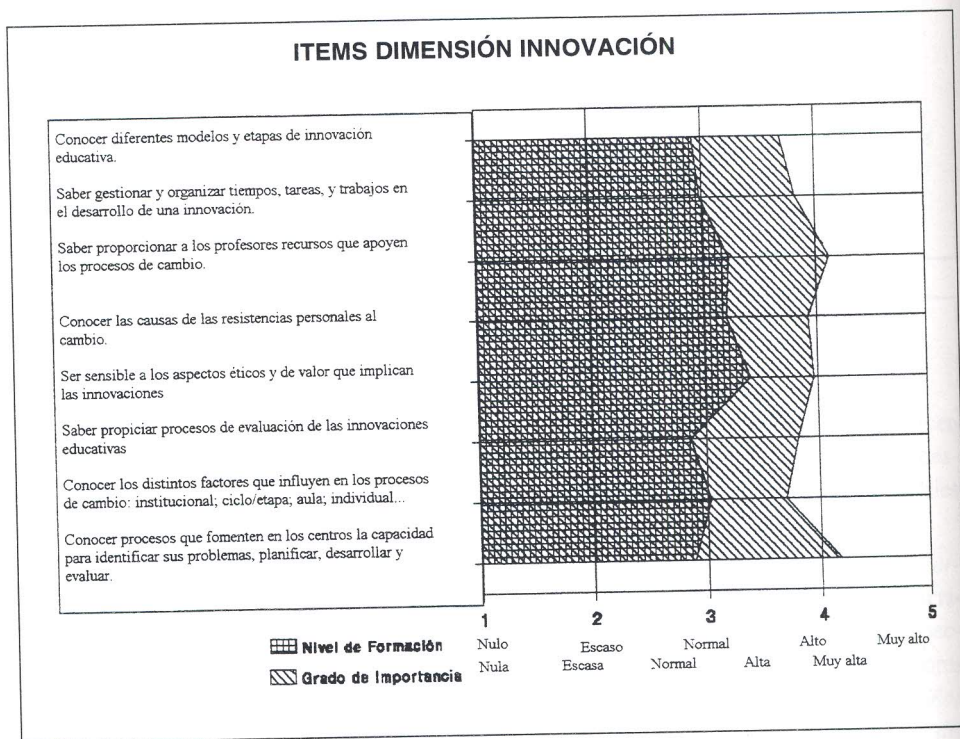 ITEMS DIMENSIÓN INNOVACIÓN
Conocer diferentes modelos y etapas de innovación
educativa.
Saber gestionar y organizar tiempos, tareas, y trabajos en
el desarrollo de una innovación.
Saber proporcionar a los profesores recursos que apoyen
los procesos de cambio.
Conocer las causas de las resistencias personales al
cambio.
Ser sensible a los aspectos éticos y de valor que implican
las innovaciones
Saber propiciar procesos de evaluación de las innovaciones
educativas
Conocer los distintos factores que influyen en los procesos
de cambio: institucional; ciclo/etapa; aula; individual...
Conocer procesos que fomenten en los centros la capacidad
para identificar sus problemas, planificar, desarrollar y
evaluar.
1 2 3 4 5
Nivel de Formación Nulo Escaso Normal Alto Muy alto
Grado de Importancia Nula Escasa Normal Alta Muy alta